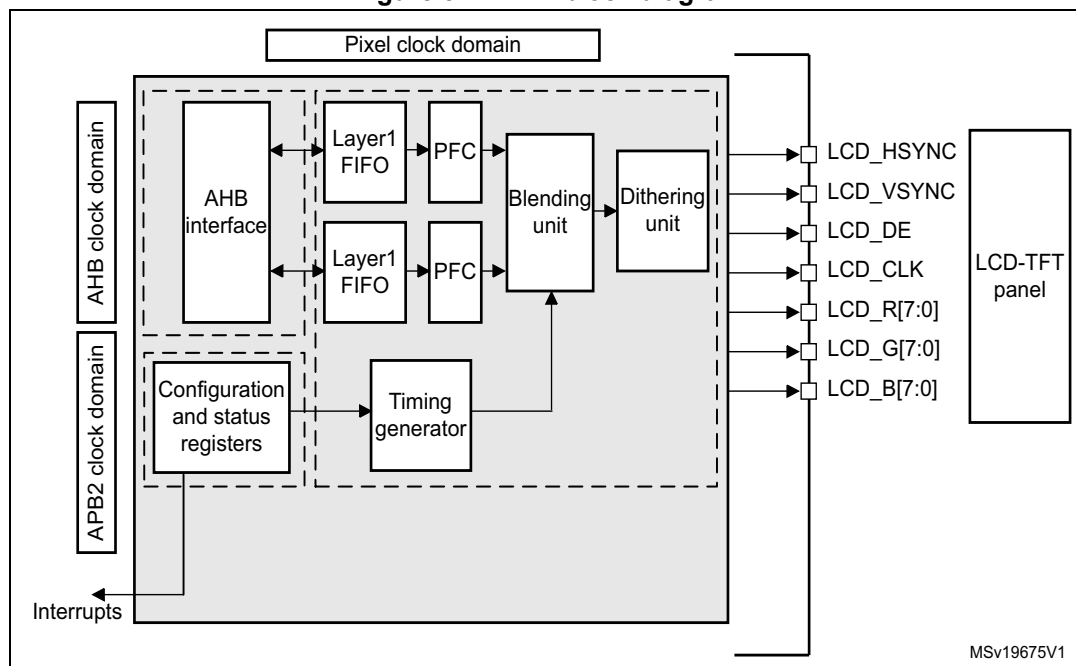 Pixel clock domain
AHB clock domain
APB2 clock domain
AHB
interface
Layer1
FIFO
PFC
Layer1
FIFO
PFC
Blending
unit
Dithering
unit
Configuration
and status
registers
Timing
generator
Interrupts
LCD_HSYNC
LCD_VSYNC
LCD_DE
LCD_CLK
LCD_R[7:0]
LCD_G[7:0]
LCD_B[7:0]
LCD-TFT
panel
MSv19675V1